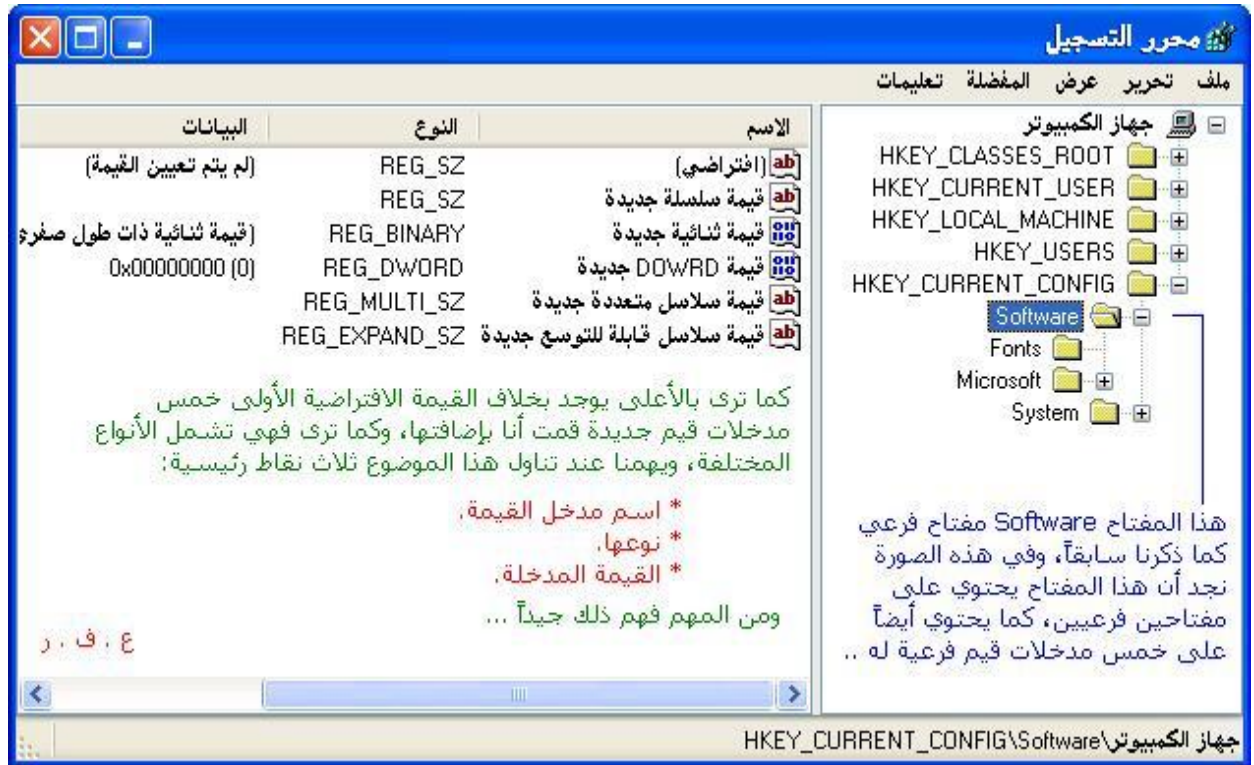 محرر التسجيل
ملف تحرير عرض المفضلة تعليمات
جهاز الكمبيوتر
HKEY_CLASSES_ROOT
HKEY_CURRENT_USER
HKEY_LOCAL_MACHINE
HKEY_USERS
HKEY_CURRENT_CONFIG
Software
Fonts
Microsoft
System
هذا المفتاح Software مفتاح فرعي
كما ذكرنا سابقاً، وفي هذه الصورة
نجد أن هذا المفتاح يحتوي على
مفتاحين فرعيين، كما يحتوي أيضاً
على خمس مدخلات قيم فرعية له ..
الاسم النوع البيانات
(افتراضي) REG_SZ (لم يتم تعيين القيمة)
قيمة سلسلة جديدة REG_SZ
قيمة ثنائية جديدة REG_BINARY (قيمة ثنائية ذات طول صفري
قيمة DOWRD جديدة REG_DWORD 0x00000000 (0)
قيمة سلاسل متعددة جديدة REG_MULTI_SZ
قيمة سلاسل قابلة للتوسع جديدة REG_EXPAND_SZ
كما ترى بالأعلى يوجد بخلاف القيمة الافتراضية الأولى خمس
مدخلات قيم جديدة قمت أنا بإضافتها، وكما ترى فهي تشمل الأنواع
المختلفة، ويهمنا عند تناول هذا الموضوع ثلاث نقاط رئيسية:
* اسم مدخل القيمة.
* نوعها.
* القيمة المدخلة.
ومن المهم فهم ذلك جيداً ...
ع . ف . ر
جهاز الكمبيوتر\HKEY_CURRENT_CONFIG\Software